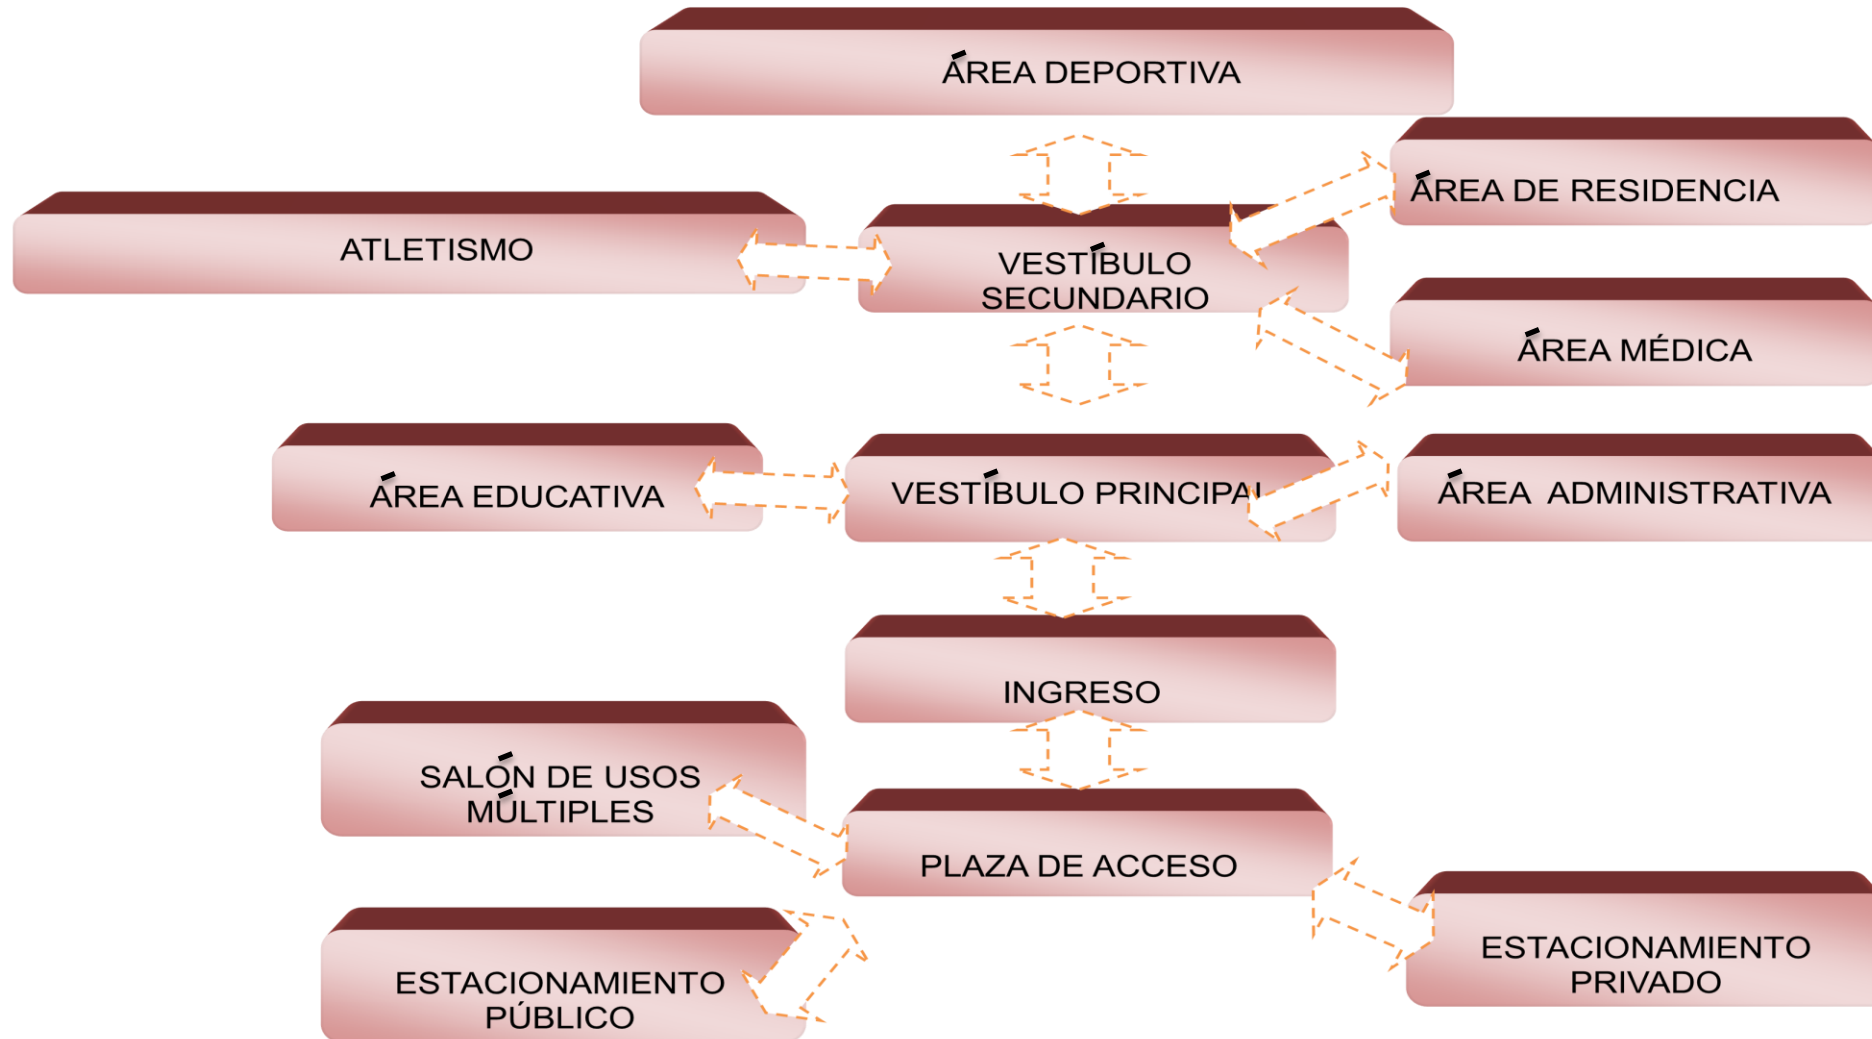 ÁREA DEPORTIVA
ÁREA DE RESIDENCIA
ATLETISMO
VESTÍBULO
SECUNDARIO
ÁREA MÉDICA
ÁREA EDUCATIVA
VESTÍBULO PRINCIPAL
ÁREA ADMINISTRATIVA
INGRESO
SALÓN DE USOS
MÚLTIPLES
PLAZA DE ACCESO
ESTACIONAMIENTO
PRIVADO
ESTACIONAMIENTO
PÚBLICO